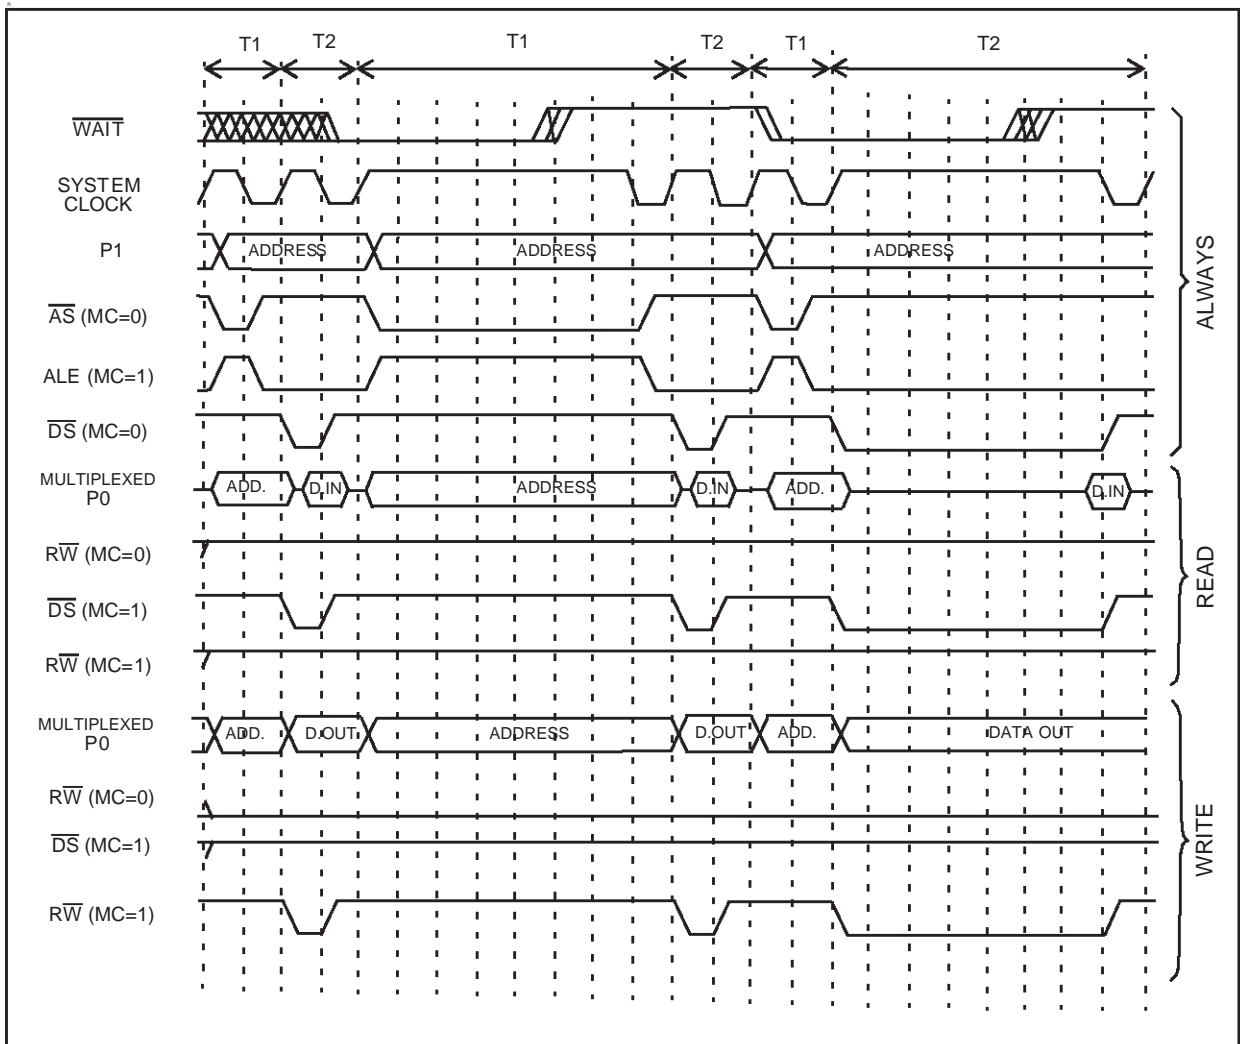 T1 T2 T1 T2 T1 T2
WAIT
SYSTEM
CLOCK
P1 ADDRESS ADDRESS ADDRESS
AS (MC=0)
ALE (MC=1)
DS (MC=0)
ALWAYS
MULTIPLEXED
P0
ADD. D.IN ADDRESS D.IN ADD. D.IN
RW (MC=0)
DS (MC=1)
RW (MC=1)
READ
MULTIPLEXED
P0
ADD. D.OUT ADDRESS D.OUT ADD. DATA OUT
RW (MC=0)
DS (MC=1)
RW (MC=1)
WRITE